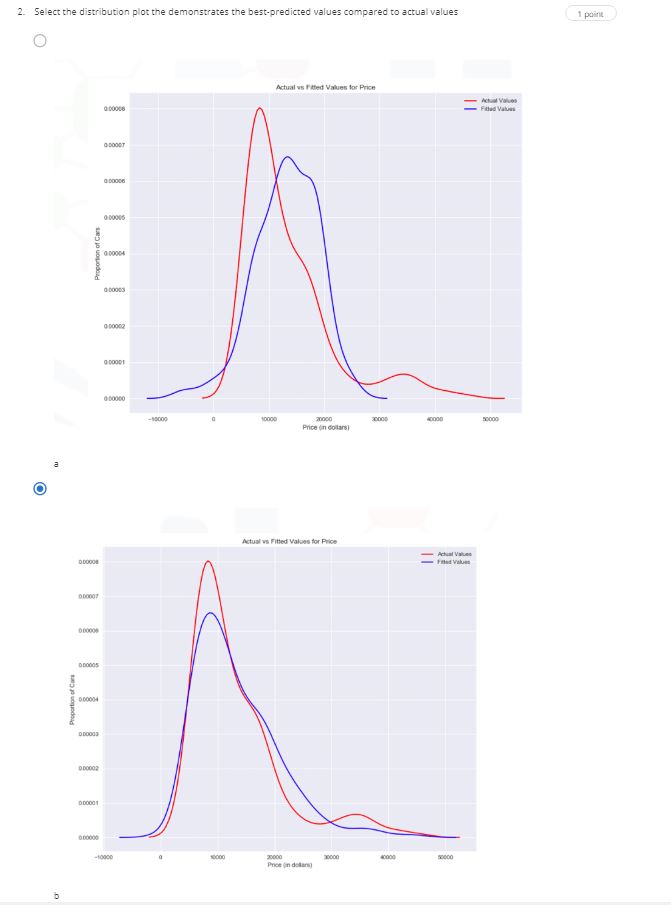 2. Select the distribution plot the demonstrates the best-predicted values compared to actual values
1 point
Actual vs Fitted Values for Price
Actual Values
Fitted Values
0.00008
0.00007
0.00006
0.00005
0.00004
0.00003
0.00002
0.00001
0.00000
Proportion of Cars
-10000 0 10000 20000 30000 40000 50000
Price (in dollars)
a
Actual vs Fitted Values for Price
Actual Values
Fitted Values
0.00008
0.00007
0.00006
0.00005
0.00004
0.00003
0.00002
0.00001
0.00000
Proportion of Cars
-10000 0 10000 20000 30000 40000 50000
Price (in dollars)
b